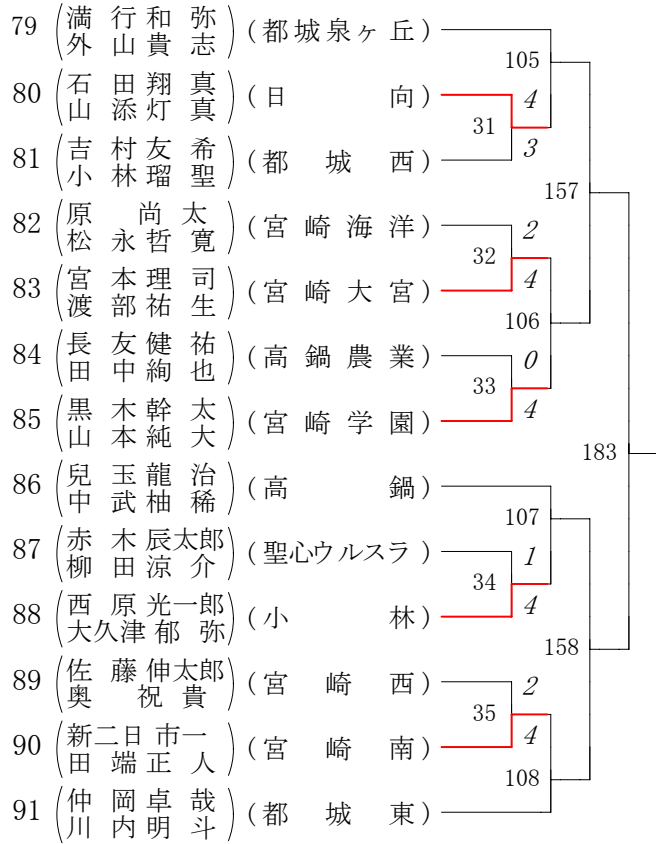 79 満行和弥 外山貴志 (都城泉ヶ丘)
105
80 石田翔真 山添灯真 (日向) 4
31
81 吉村友希 小林瑠聖 (都城西) 3
157
82 原尚太 松永哲寛 (宮崎海洋) 2
32
83 宮本理司 渡部祐生 (宮崎大宮) 4
106
84 長友健祐 田中絢也 (高鍋農業) 0
33
85 黒木幹太 山本純大 (宮崎学園) 4
183
86 兒玉龍治 中武柚稀 (高鍋)
107
87 赤木辰太郎 柳田涼介 (聖心ウルスラ) 1
34
88 西原光一郎 大久津郁弥 (小林) 4
158
89 佐藤伸太郎 奥祝貴 (宮崎西) 2
35
90 新二日市一 田端正人 (宮崎南) 4
108
91 仲岡卓哉 川内明斗 (都城東)